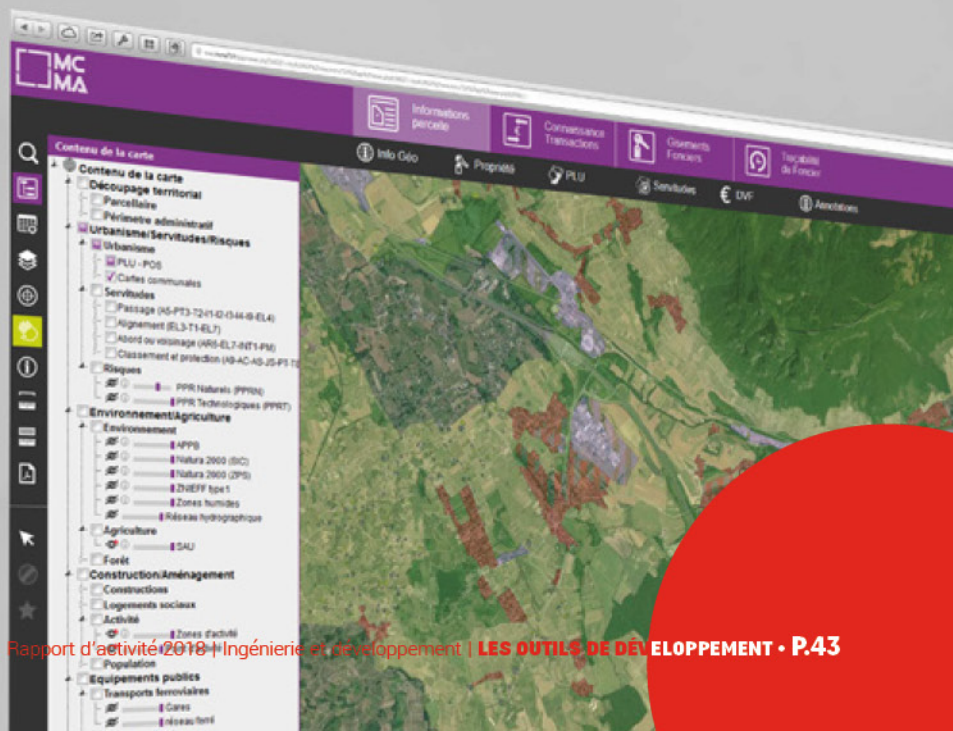 MC
MA
Informations
parcelle
Connaissance
Transactions
Gisements
Fonciers
Traçabilité
du Foncier
Info Géo
Propriété
PLU
Servitudes
€ DVF
Annotations
Contenu de la carte
Contenu de la carte
Découpage territorial
Parcellaire
Périmètre administratif
Urbanisme/Servitudes/Risques
Urbanisme
PLU - POS
Cartes communales
Servitudes
Passage
Alignement (EL3-T1-EL7)
Abord ou voisinage (AR6-EL7-INT1-PM)
Classement et protection
Risques
PPR Naturels (PPRN)
PPR Technologiques (PPRT)
Environnement/Agriculture
Environnement
APPB
Natura 2000 (SIC)
Natura 2000 (ZPS)
ZNIEFF type1
Zones humides
Réseau hydrographique
Agriculture
SAU
Forêt
Construction/Aménagement
Constructions
Logements sociaux
Activité
Zones d'activité
Rapport d'activité 2018 | Ingénierie et développement | LES OUTILS DE DÉVELOPPEMENT • P.43
Population
Equipements publics
Transports ferroviaires
Gares
réseau ferré